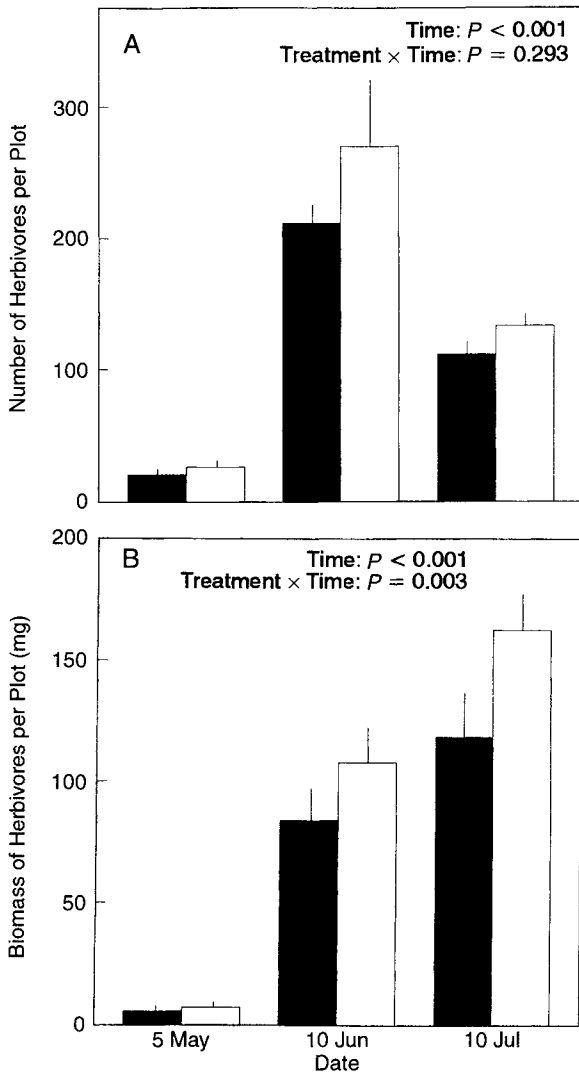 A
Time: P < 0.001
Treatment × Time: P = 0.293
Number of Herbivores per Plot
300
200
100
0
B
Time: P < 0.001
Treatment × Time: P = 0.003
Biomass of Herbivores per Plot (mg)
200
150
100
50
0
5 May 10 Jun 10 Jul
Date